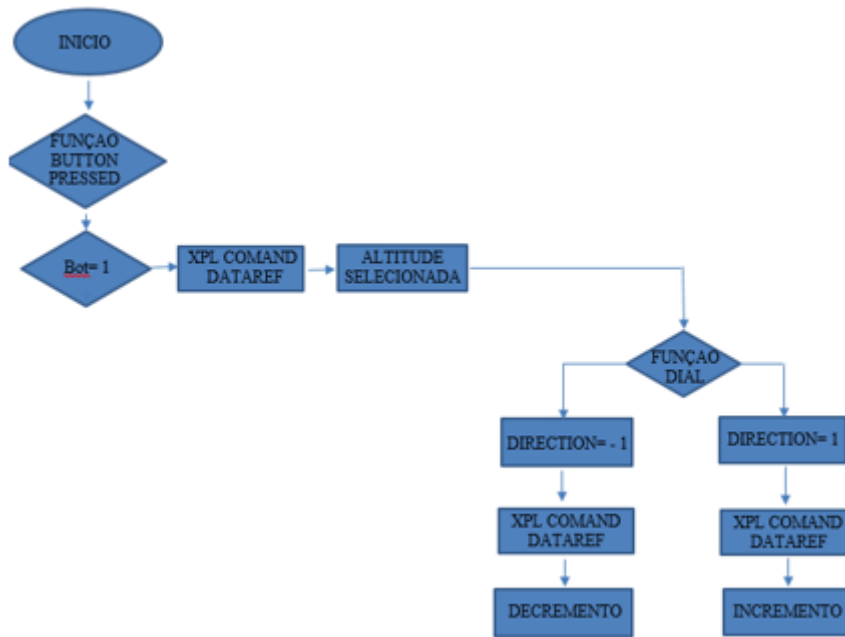 INICIO
FUNÇAO
BUTTON
PRESSED
Bot= 1
XPL COMAND
DATAREF
ALTITUDE
SELECIONADA
FUNÇAO
DIAL
DIRECTION= - 1
DIRECTION= 1
XPL COMAND
DATAREF
XPL COMAND
DATAREF
DECREMENTO
INCREMENTO